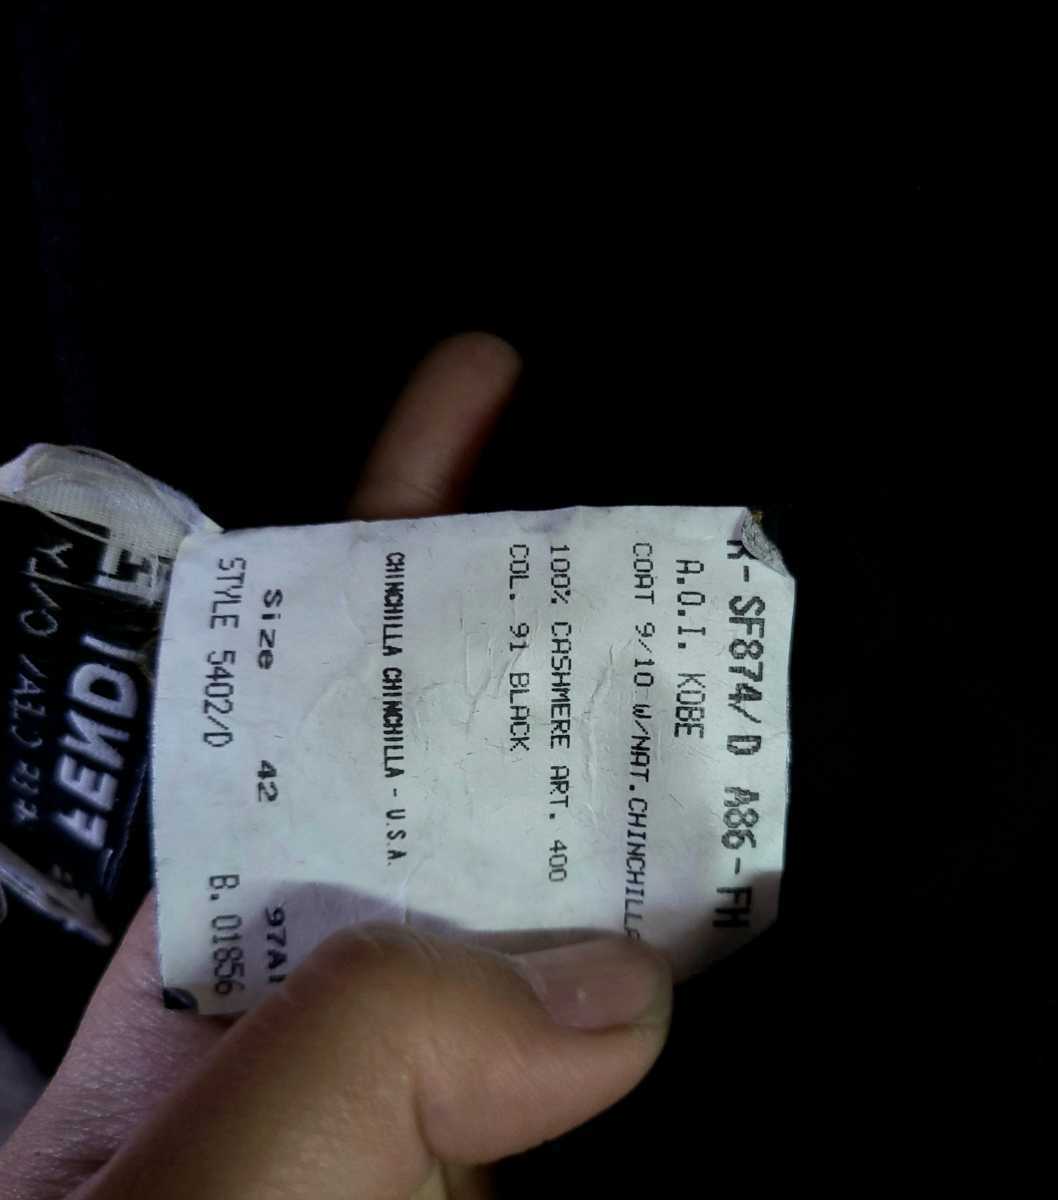 -SF874/D A86-FH
A.O.I. KOBE
COAT 9/10 W/NAT.CHINCHILLA
100% CASHMERE ART. 400
COL. 91 BLACK
CHINCHILLA CHINCHILLA - U.S.A.
Size 42
STYLE 5402/D B. 01856
FENDI